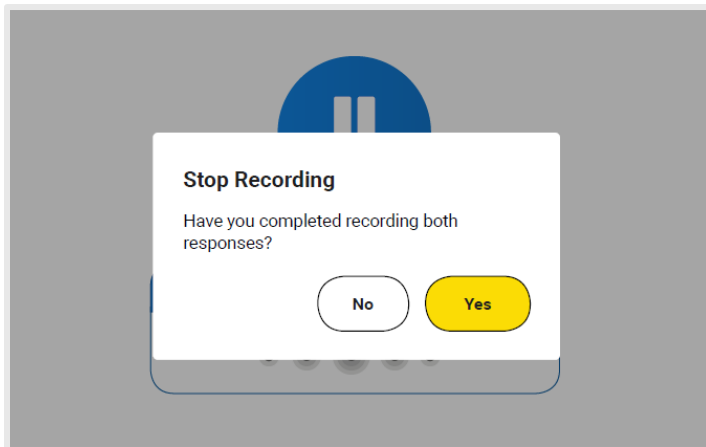 Stop Recording
Have you completed recording both
responses?
No
Yes